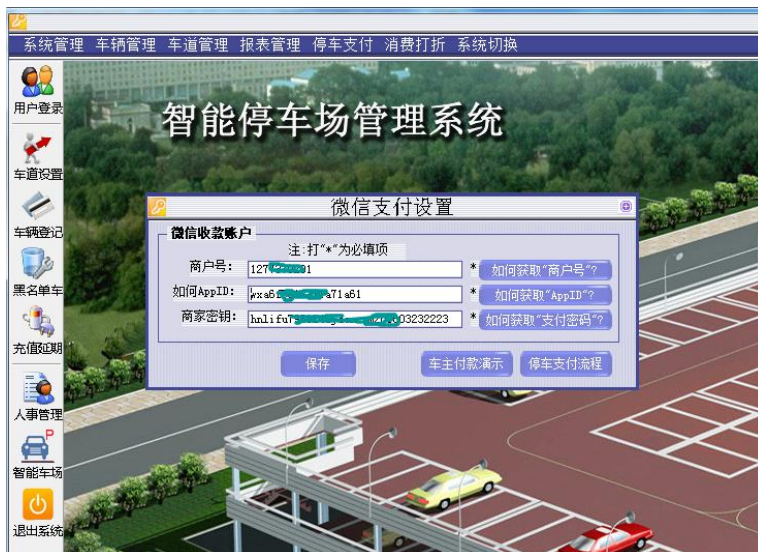 系统管理 车辆管理 车道管理 报表管理 停车支付 消费打折 系统切换
用户登录
车道设置
车辆登记
黑名单车
充值延期
人事管理
P
智能车场
退出系统
智能停车场管理系统
微信支付设置
微信收款账户
注:打"*"为必填项
商户号: 127 1 * 如何获取"商户号"?
如何AppID: wxa6 a71a61 * 如何获取"AppID"?
商家密钥: hnlifu7 03232223 * 如何获取"支付密码"?
保存 车主付款演示 停车支付流程